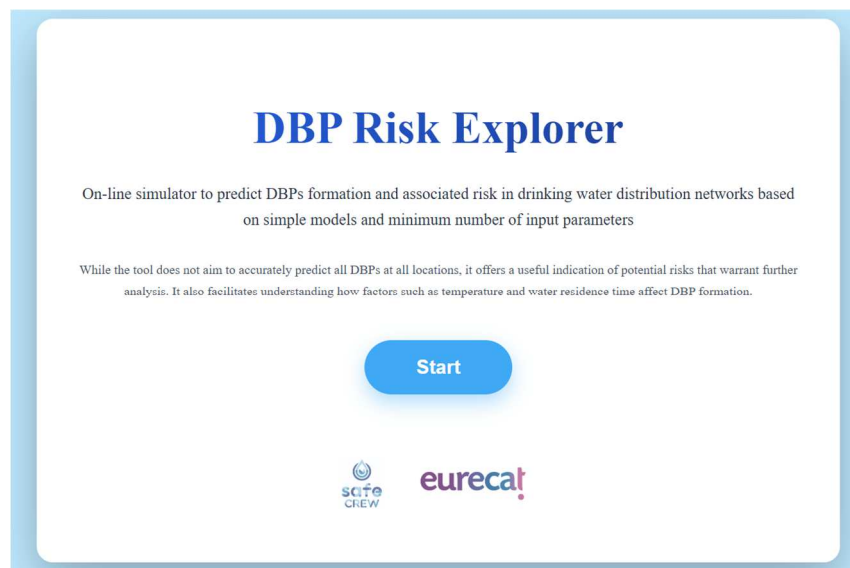 DBP Risk Explorer
On-line simulator to predict DBPs formation and associated risk in drinking water distribution networks based
on simple models and minimum number of input parameters
While the tool does not aim to accurately predict all DBPs at all locations, it offers a useful indication of potential risks that warrant further
analysis. It also facilitates understanding how factors such as temperature and water residence time affect DBP formation.
Start
safe
CREW
eurecat